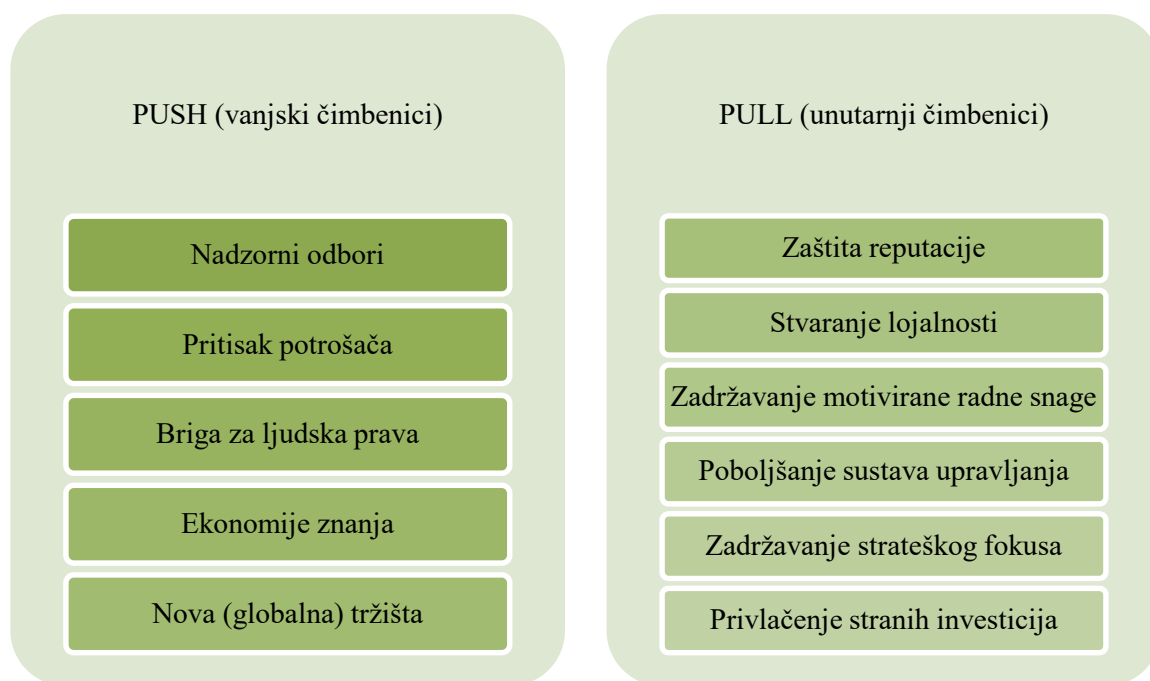 PUSH (vanjski čimbenici)
Nadzorni odbori
Pritisak potrošača
Briga za ljudska prava
Ekonomije znanja
Nova (globalna) tržišta
PULL (unutarnji čimbenici)
Zaštita reputacije
Stvaranje lojalnosti
Zadržavanje motivirane radne snage
Poboljšanje sustava upravljanja
Zadržavanje strateškog fokusa
Privlačenje stranih investicija